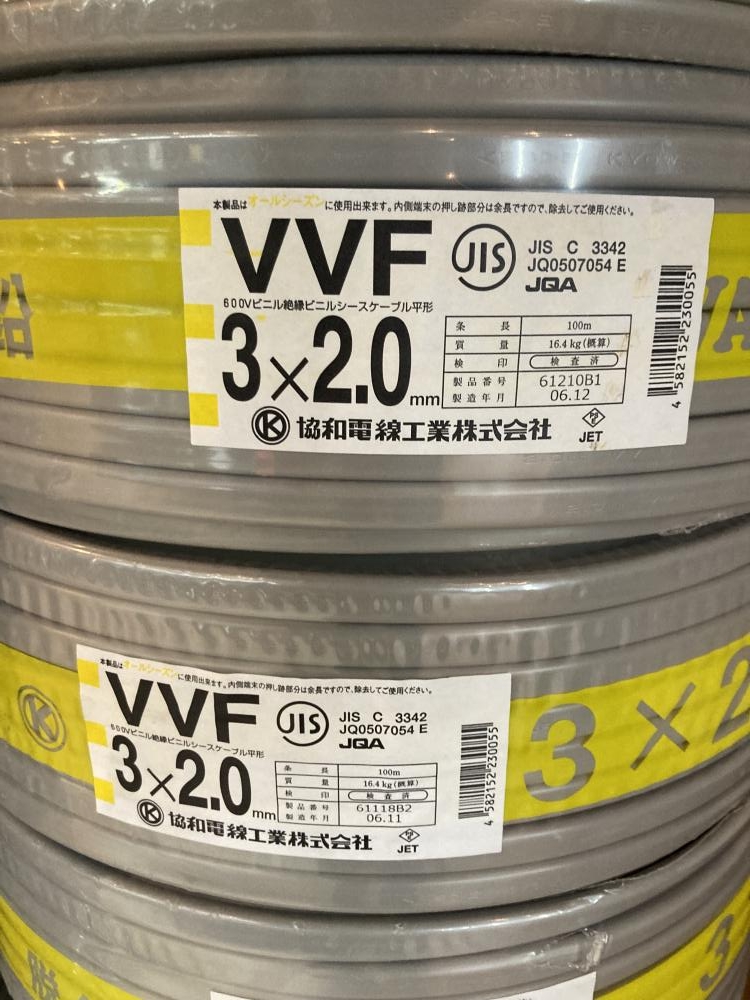 本製品はオールシーズンに使用出来ます。内側端末の押し跡部分は余長ですので、除去してご使用ください。
VVF
JIS
JIS C 3342
JQ0507054 E
JQA
600Vビニル絶縁ビニルシースケーブル平形
3×2.0mm
条 長 100m
質 量 16.4kg(概算)
検 印 検査済
製品番号 61210B1
製造年月 06.12
4 582152 230055
K 協和電線工業株式会社
PS E
JET
鉛
WA
本製品はオールシーズンに使用出来ます。内側端末の押し跡部分は余長ですので、除去してご使用ください。
VVF
JIS
JIS C 3342
JQ0507054 E
JQA
600Vビニル絶縁ビニルシースケーブル平形
3×2.0mm
条 長 100m
質 量 16.4kg(概算)
検 印 検査済
製品番号 61118B2
製造年月 06.11
4 582152 230055
K 協和電線工業株式会社
PS E
JET
K
3×2
3